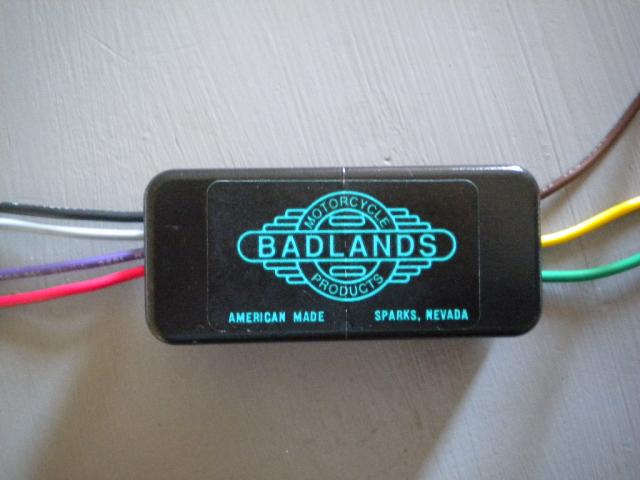 MOTORCYCLE
BADLANDS
PRODUCTS
AMERICAN MADE SPARKS, NEVADA